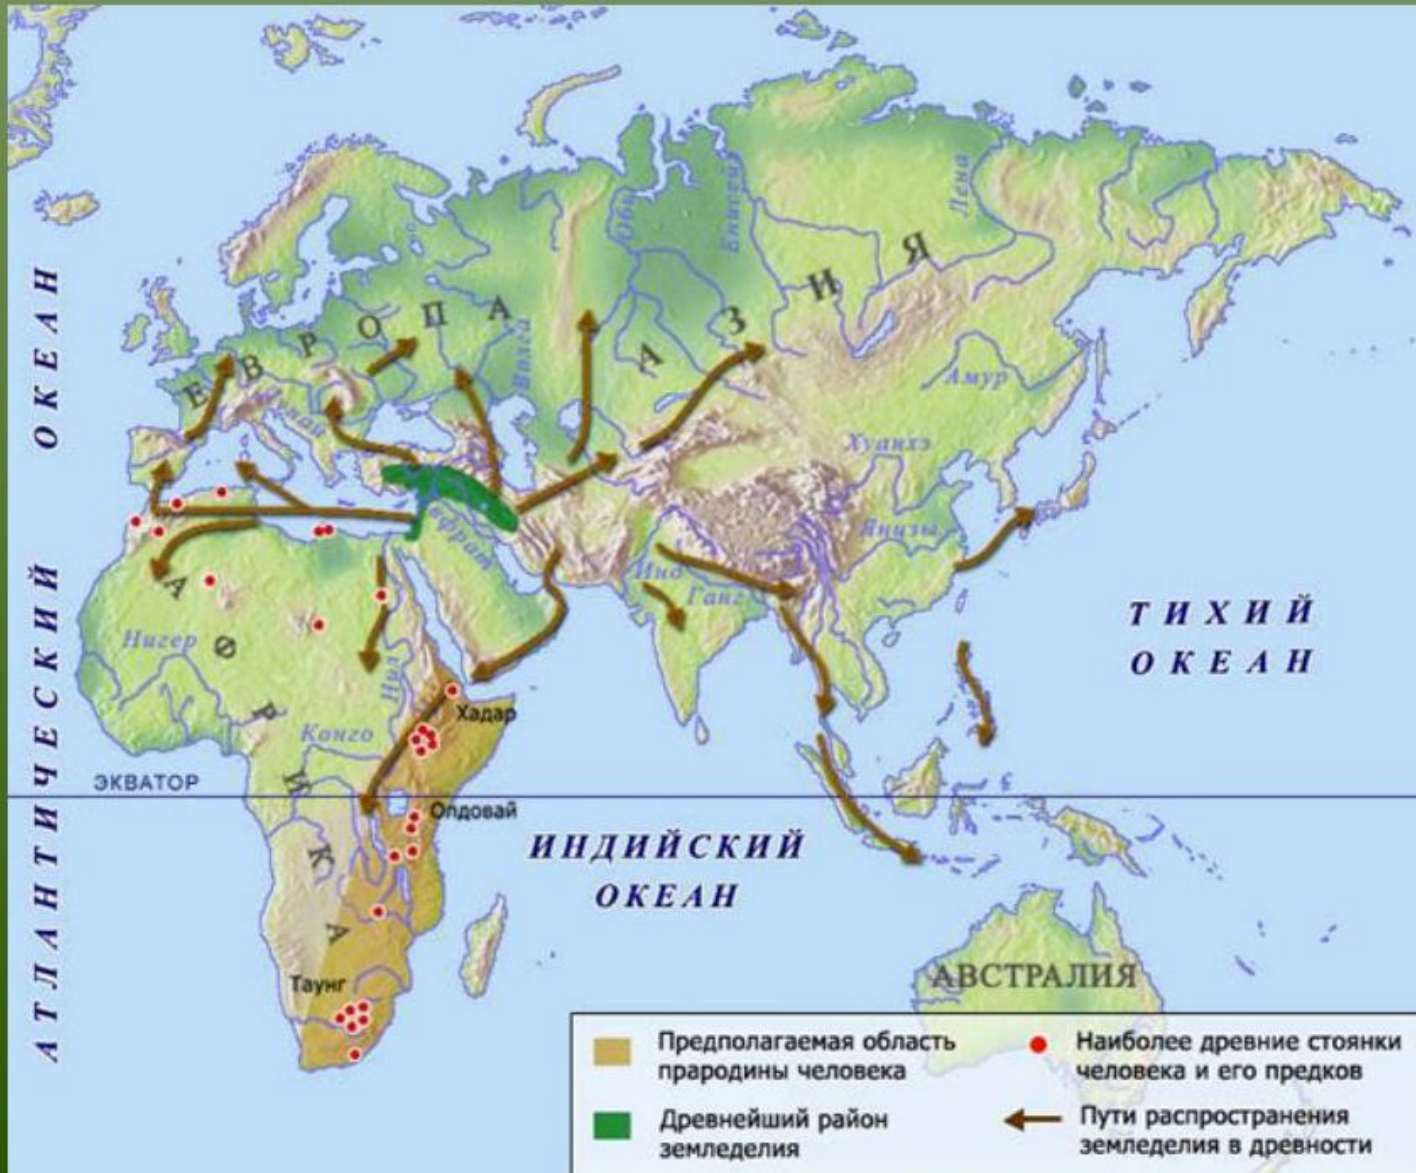 АТЛАНТИЧЕСКИЙ ОКЕАН
ЕВРОПА
АЗИЯ
Обь
Енисей
Лена
Волга
Дунай
Амур
Хуанхэ
Янцзы
Евфрат
Инд
Ганг
АФРИКА
Нигер
Нил
Хадар
Конго
ЭКВАТОР
Олдовай
ТИХИЙ
ОКЕАН
ИНДИЙСКИЙ
ОКЕАН
Таунг
АВСТРАЛИЯ
Предполагаемая область
прародины человека
Древнейший район
земледелия
Наиболее древние стоянки
человека и его предков
Пути распространения
земледелия в древности